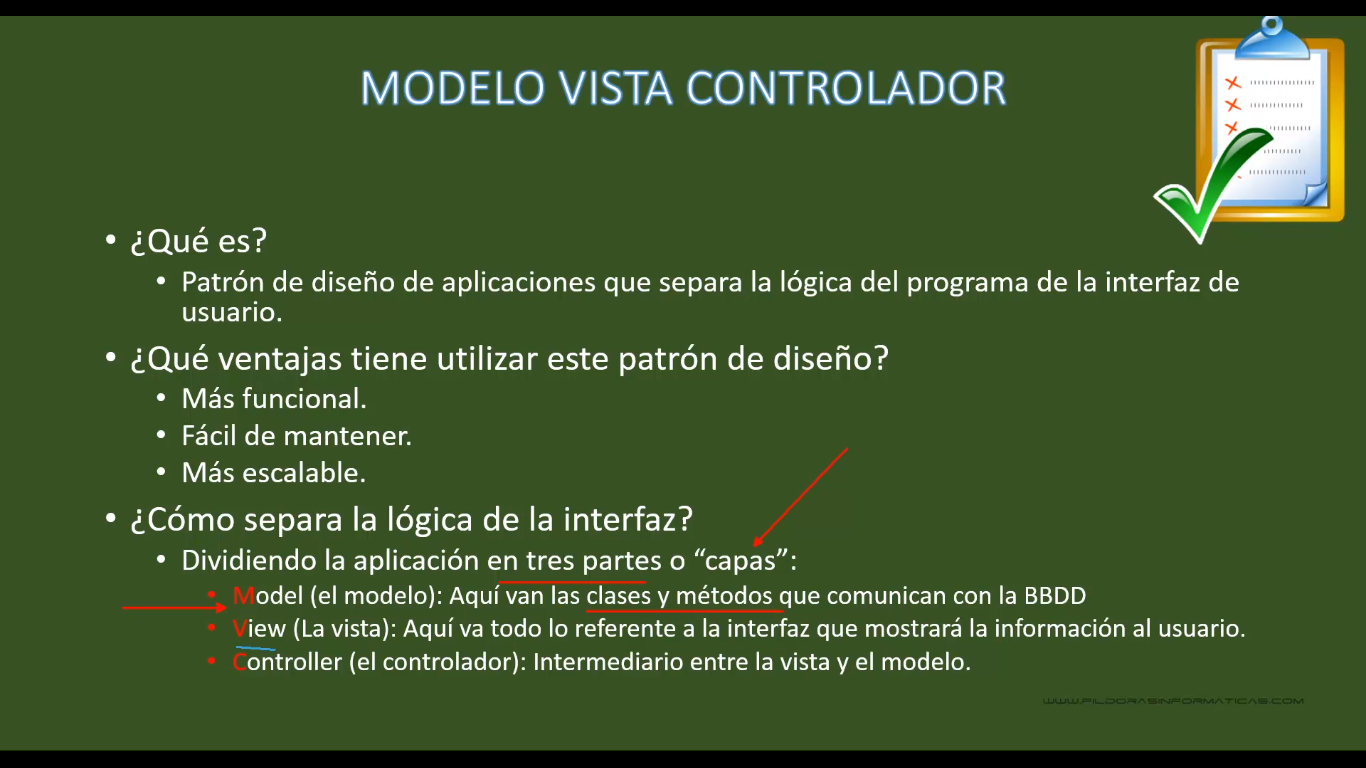 MODELO VISTA CONTROLADOR
• ¿Qué es?
• Patrón de diseño de aplicaciones que separa la lógica del programa de la interfaz de
usuario.
• ¿Qué ventajas tiene utilizar este patrón de diseño?
• Más funcional.
• Fácil de mantener.
• Más escalable.
• ¿Cómo separa la lógica de la interfaz?
• Dividiendo la aplicación en tres partes o “capas”:
• Model (el modelo): Aquí van las clases y métodos que comunican con la BBDD
• View (La vista): Aquí va todo lo referente a la interfaz que mostrará la información al usuario.
• Controller (el controlador): Intermediario entre la vista y el modelo.
WWW.PILDORASINFORMATICAS.COM